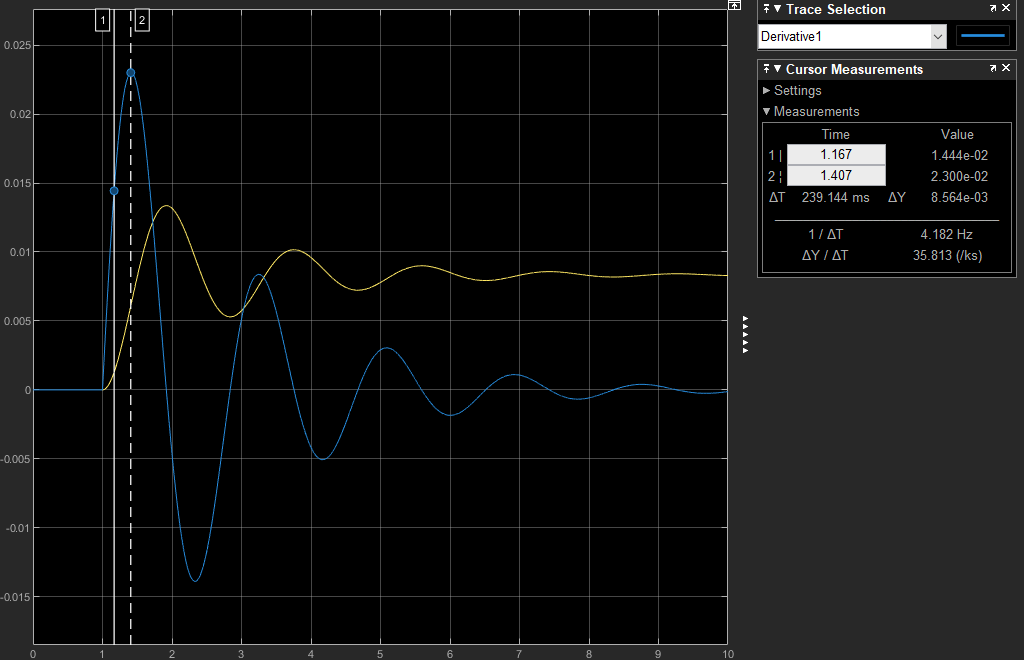 1 2
0.025
0.02
0.015
0.01
0.005
0
-0.005
-0.01
-0.015
0 1 2 3 4 5 6 7 8 9 10
Trace Selection
Derivative1
Cursor Measurements
Settings
Measurements
Time Value
1 | 1.167 1.444e-02
2 ¦ 1.407 2.300e-02
ΔT 239.144 ms ΔY 8.564e-03
1 / ΔT 4.182 Hz
ΔY / ΔT 35.813 (/ks)